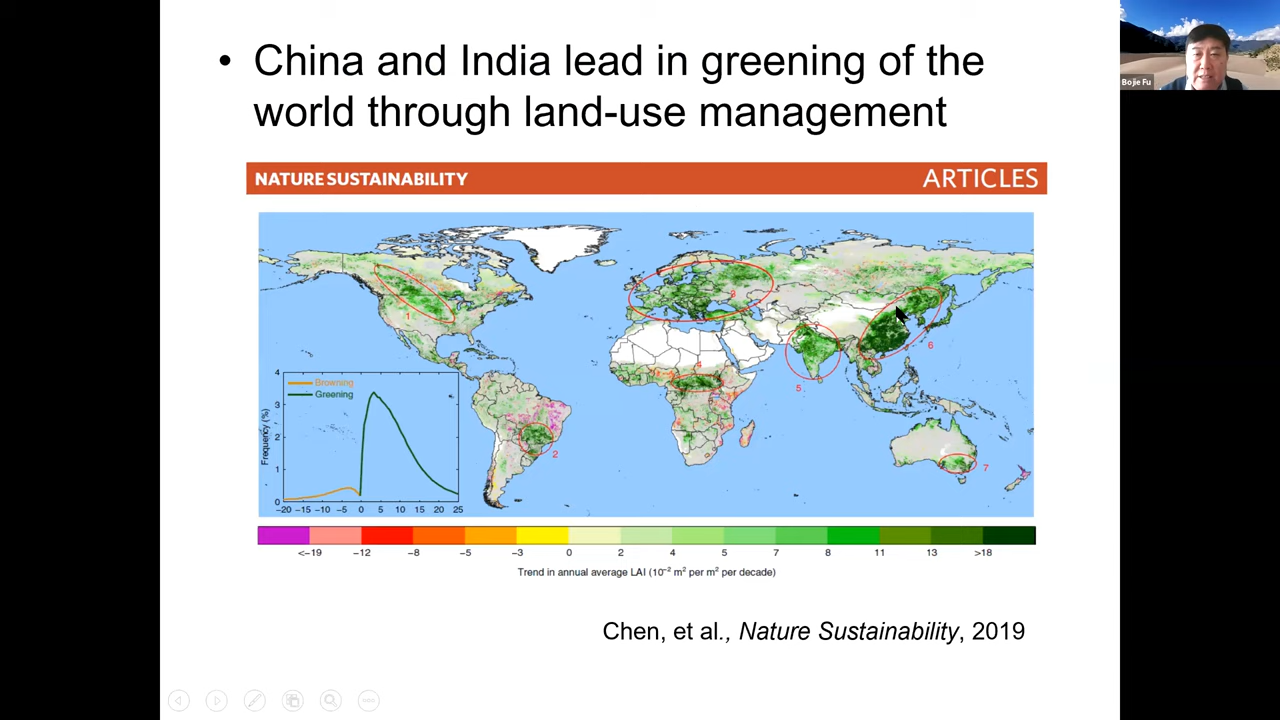 • China and India lead in greening of the
world through land-use management
Bojie Fu
NATURE SUSTAINABILITY
ARTICLES
1
2
3
4
5
6
7
Browning
Greening
Frequency (%)
4
3
2
1
0
−20 −15 −10 −5 0 5 10 15 20 25
<−19 −12 −8 −5 −3 0 2 4 5 7 8 11 13 >18
Trend in annual average LAI (10⁻² m² per m² per decade)
Chen, et al., Nature Sustainability, 2019